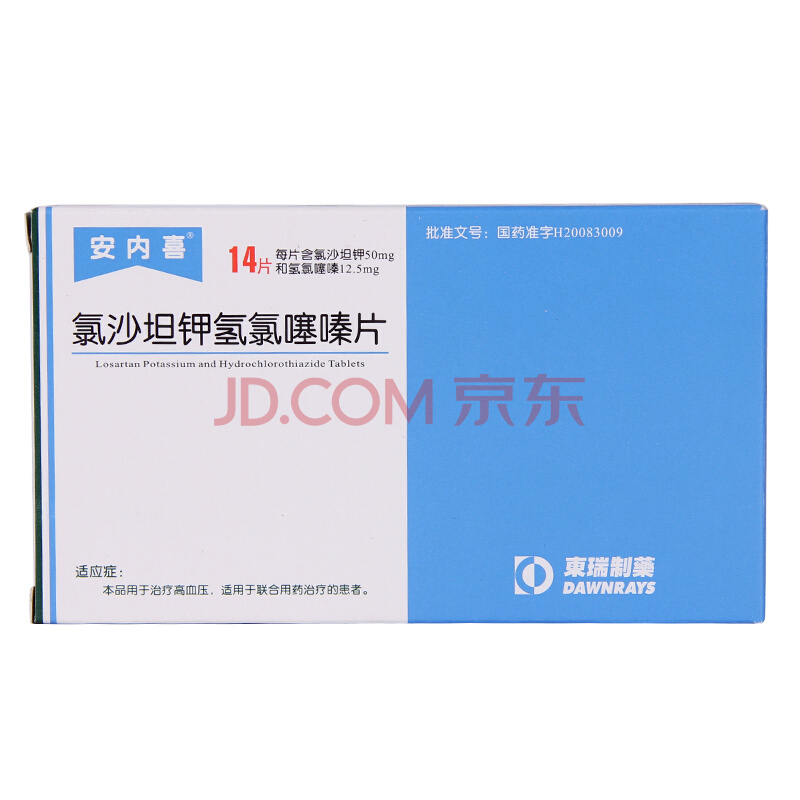 安内喜®
14片 每片含氯沙坦钾50mg
和氢氯噻嗪12.5mg
氯沙坦钾氢氯噻嗪片
Losartan Potassium and Hydrochlorothiazide Tablets
适应症：
本品用于治疗高血压，适用于联合用药治疗的患者。
批准文号：国药准字H20083009
JD.COM 京东
東瑞制藥
DAWNRAYS